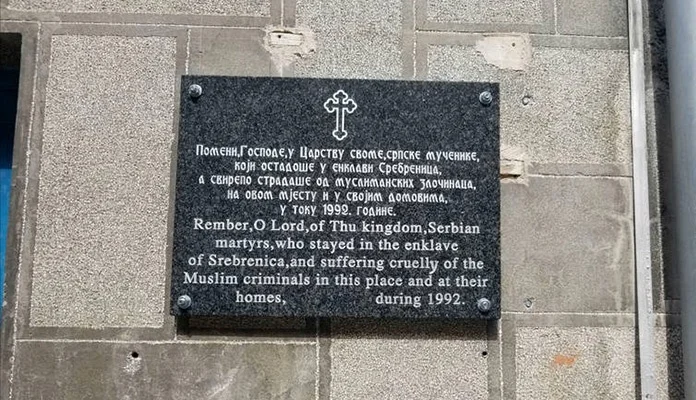 Помени,Господе,у Царству своме,српске мученике,
који осталоше у енклави Сребреница,
а свирепо страдаше од муслиманских злочинаца,
на овом мјесту и у својим домовима,
у току 1992. године.
Rember,O Lord,of Thu kingdom,Serbian
martyrs,who stayed in the enklave
of Srebrenica,and suffering cruelly of the
Muslim criminals in this place and at their
homes, during 1992.